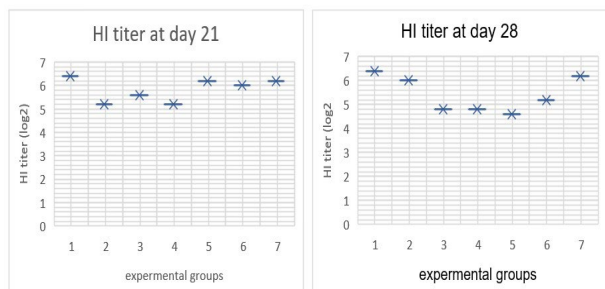 HI titer at day 21
7
6
5
4
3
2
1
0
HI titer (log2)
1 2 3 4 5 6 7
expermental groups
HI titer at day 28
7
6
5
4
3
2
1
0
HI titer (log2
1 2 3 4 5 6 7
expermental groups